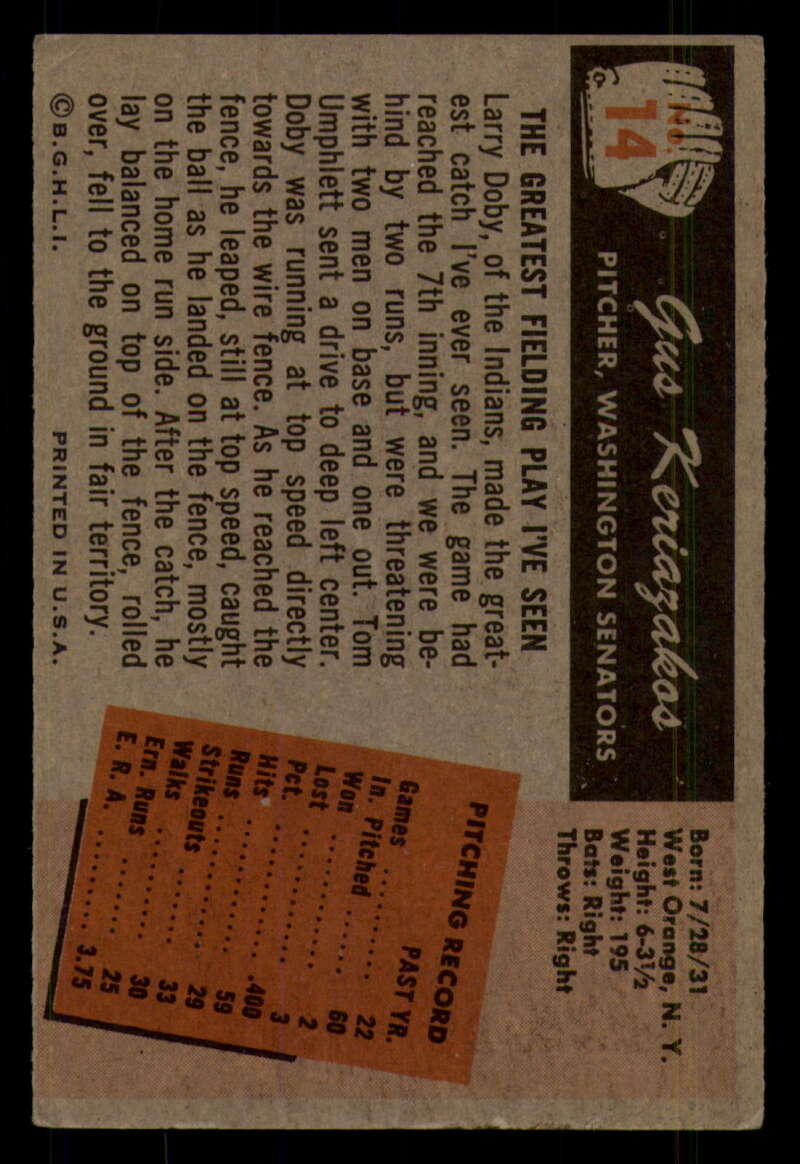 No.
14
Gus Keriazakos
PITCHER, WASHINGTON SENATORS
Born: 7/28/31
West Orange, N. Y.
Height: 6-3½
Weight: 195
Bats: Right
Throws: Right
THE GREATEST FIELDING PLAY I'VE SEEN
Larry Doby, of the Indians, made the great-
est catch I've ever seen. The game had
reached the 7th inning, and we were be-
hind by two runs, but were threatening
with two men on base and one out. Tom
Umphlett sent a drive to deep left center.
Doby was running at top speed directly
towards the wire fence. As he reached the
fence, he leaped, still at top speed, caught
the ball as he landed on the fence, mostly
on the home run side. After the catch, he
lay balanced on top of the fence, rolled
over, fell to the ground in fair territory.
© B.G.H.L.I. PRINTED IN U.S.A.
PITCHING RECORD
PAST YR.
Games .......... 22
In. Pitched ...... 60
Won .......... 2
Lost .......... 3
Pct. .......... .400
Hits .......... 59
Runs .......... 29
Strikeouts ...... 33
Walks .......... 30
Ern. Runs ...... 25
E. R. A. ........ 3.75